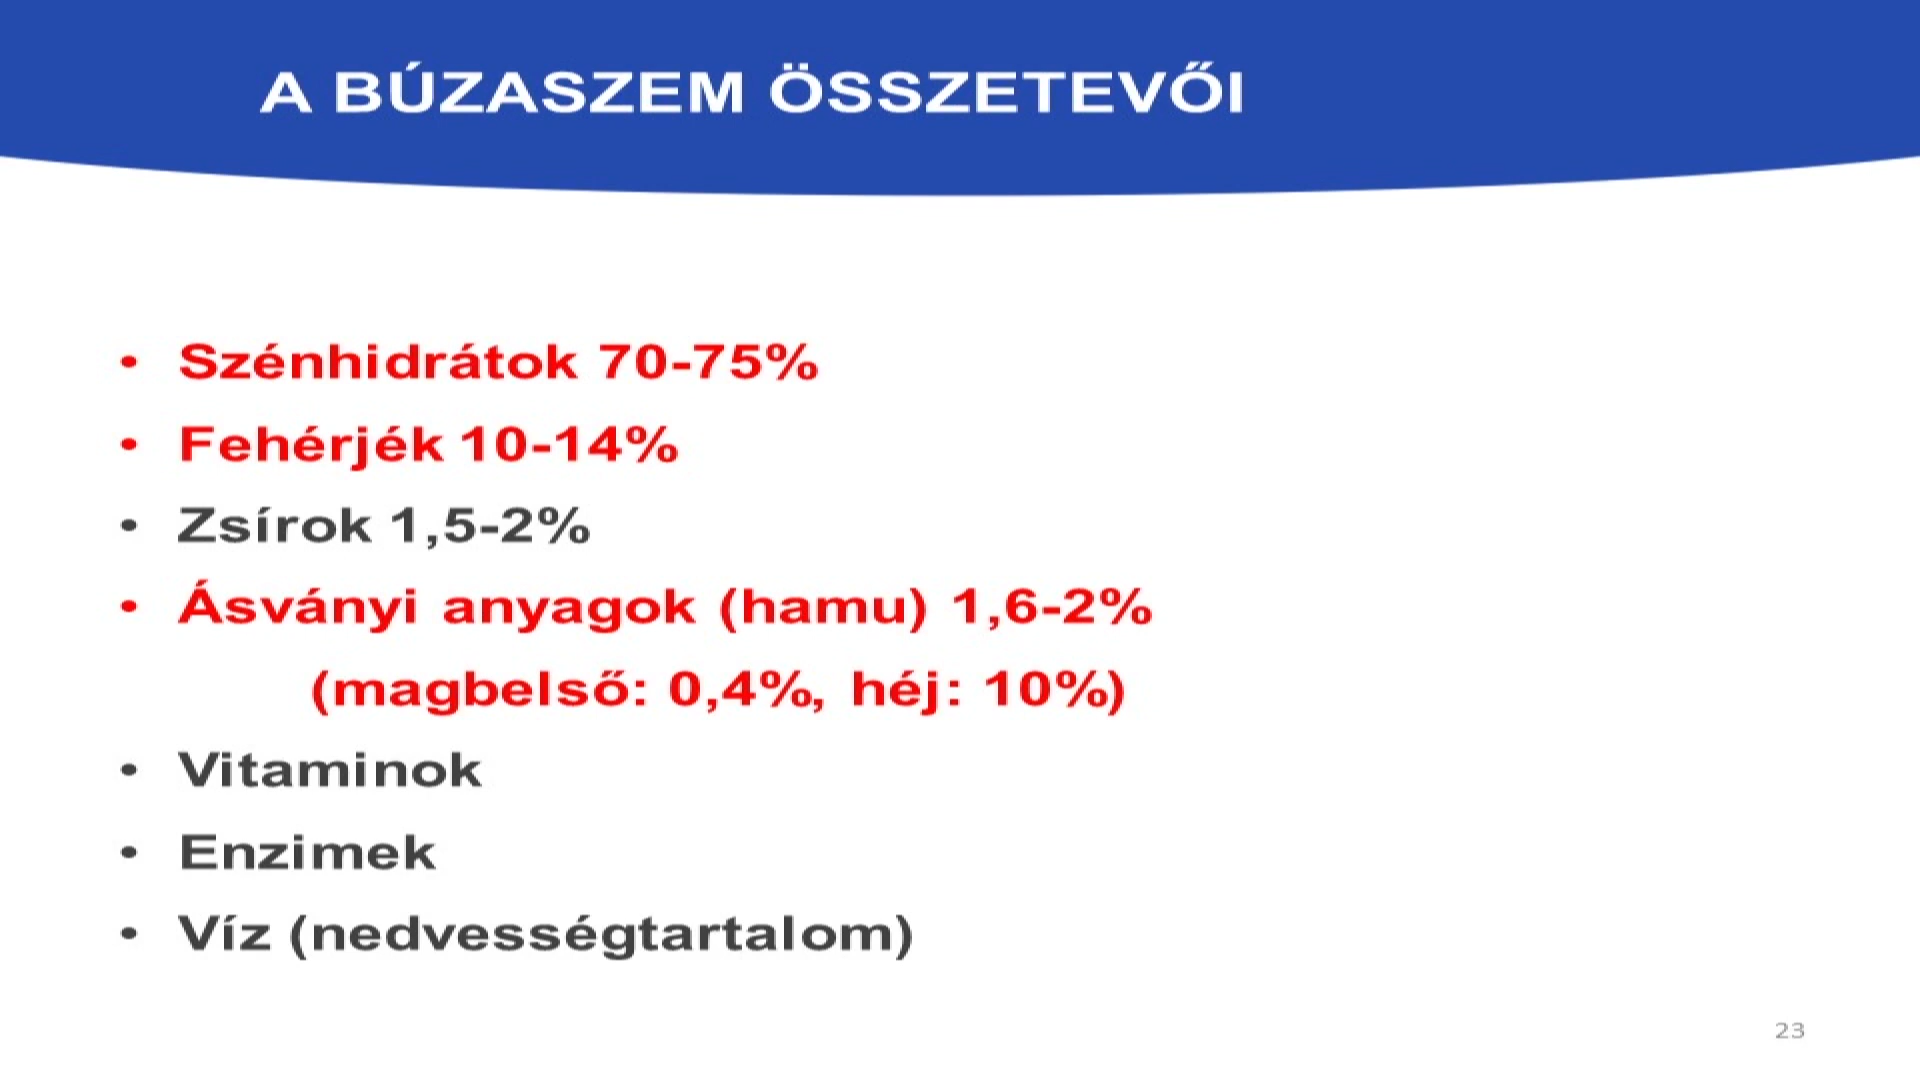 A BÚZASZEM ÖSSZETEVŐI
• Szénhidrátok 70-75%
• Fehérjék 10-14%
• Zsírok 1,5-2%
• Ásványi anyagok (hamu) 1,6-2%
(magbelső: 0,4%, héj: 10%)
• Vitaminok
• Enzimek
• Víz (nedvességtartalom)
23